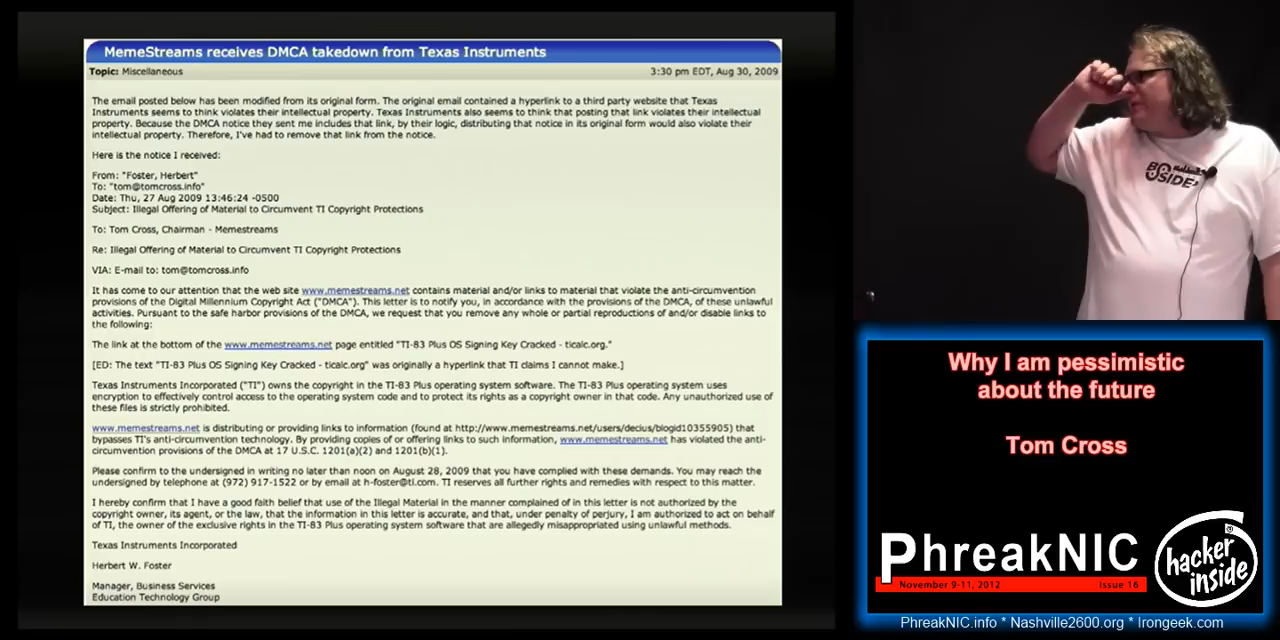 MemeStreams receives DMCA takedown from Texas Instruments
Topic: Miscellaneous 3:30 pm EDT, Aug 30, 2009
The email posted below has been modified from its original form. The original email contained a hyperlink to a third party website that Texas
Instruments seems to think violates their intellectual property. Texas Instruments also seems to think that posting that link violates their intellectual
property. Because the DMCA notice they sent me includes that link, by their logic, distributing that notice in its original form would also violate their
intellectual property. Therefore, I've had to remove that link from the notice.
Here is the notice I received:
From: "Foster, Herbert"
To: "tom@tomcross.info"
Date: Thu, 27 Aug 2009 13:46:24 -0500
Subject: Illegal Offering of Material to Circumvent TI Copyright Protections
To: Tom Cross, Chairman - Memestreams
Re: Illegal Offering of Material to Circumvent TI Copyright Protections
VIA: E-mail to: tom@tomcross.info
It has come to our attention that the web site www.memestreams.net contains material and/or links to material that violate the anti-circumvention
provisions of the Digital Millennium Copyright Act ("DMCA"). This letter is to notify you, in accordance with the provisions of the DMCA, of these unlawful
activities. Pursuant to the safe harbor provisions of the DMCA, we request that you remove any whole or partial reproductions of and/or disable links to
the following:
The link at the bottom of the www.memestreams.net page entitled "TI-83 Plus OS Signing Key Cracked - ticalc.org."
[ED: The text "TI-83 Plus OS Signing Key Cracked - ticalc.org" was originally a hyperlink that TI claims I cannot make.]
Texas Instruments Incorporated ("TI") owns the copyright in the TI-83 Plus operating system software. The TI-83 Plus operating system uses
encryption to effectively control access to the operating system code and to protect its rights as a copyright owner in that code. Any unauthorized use of
these files is strictly prohibited.
www.memestreams.net is distributing or providing links to information (found at http://www.memestreams.net/users/decius/blogid10355905) that
bypasses TI's anti-circumvention technology. By providing copies of or offering links to such information, www.memestreams.net has violated the anti-
circumvention provisions of the DMCA at 17 U.S.C. 1201(a)(2) and 1201(b)(1).
Please confirm to the undersigned in writing no later than noon on August 28, 2009 that you have complied with these demands. You may reach the
undersigned by telephone at (972) 917-1522 or by email at h-foster@ti.com. TI reserves all further rights and remedies with respect to this matter.
I hereby confirm that I have a good faith belief that use of the Illegal Material in the manner complained of in this letter is not authorized by the
copyright owner, its agent, or the law, that the information in this letter is accurate, and that, under penalty of perjury, I am authorized to act on behalf
of TI, the owner of the exclusive rights in the TI-83 Plus operating system software that are allegedly misappropriated using unlawful methods.
Texas Instruments Incorporated
Herbert W. Foster
Manager, Business Services
Education Technology Group
B SIDES
Why I am pessimistic
about the future
Tom Cross
PhreakNIC
November 9-11, 2012 Issue 16
hacker
inside
PhreakNIC.info * Nashville2600.org * Irongeek.com